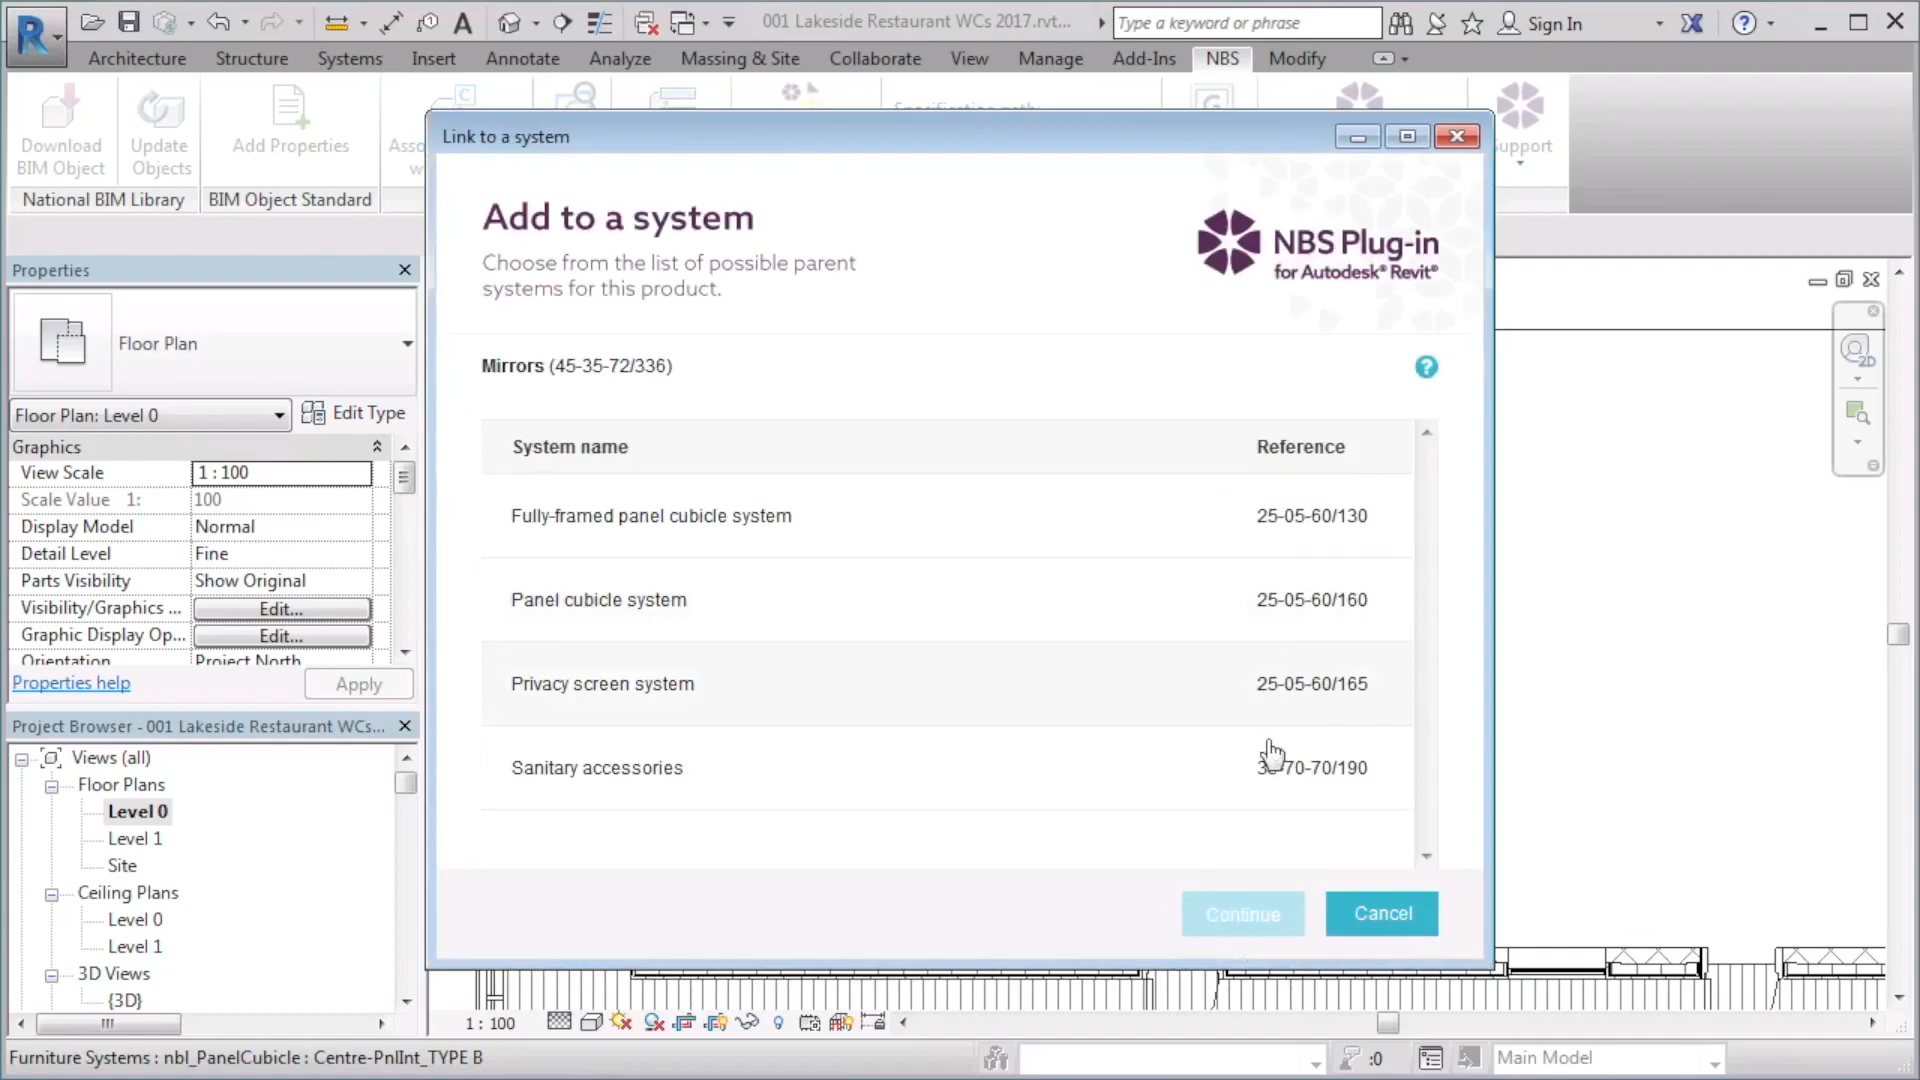 001 Lakeside Restaurant WCs 2017.rvt...
Type a keyword or phrase
Sign In
Architecture Structure Systems Insert Annotate Analyze Massing & Site Collaborate View Manage Add-Ins NBS Modify
Download BIM Object
Update Objects
Add Properties
National BIM Library
BIM Object Standard
Link to a system
Add to a system
Choose from the list of possible parent
systems for this product.
NBS Plug-in
for Autodesk® Revit®
Mirrors (45-35-72/336)
System name Reference
Fully-framed panel cubicle system 25-05-60/130
Panel cubicle system 25-05-60/160
Privacy screen system 25-05-60/165
Sanitary accessories 70-70/190
Continue Cancel
Properties
Floor Plan
Floor Plan: Level 0 Edit Type
Graphics
View Scale 1 : 100
Scale Value 1: 100
Display Model Normal
Detail Level Fine
Parts Visibility Show Original
Visibility/Graphics ... Edit...
Graphic Display Op... Edit...
Orientation Project North
Properties help Apply
Project Browser - 001 Lakeside Restaurant WCs...
Views (all)
Floor Plans
Level 0
Level 1
Site
Ceiling Plans
Level 0
Level 1
3D Views
{3D}
1 : 100
Furniture Systems : nbl_PanelCubicle : Centre-PnlInt_TYPE B
:0
Main Model